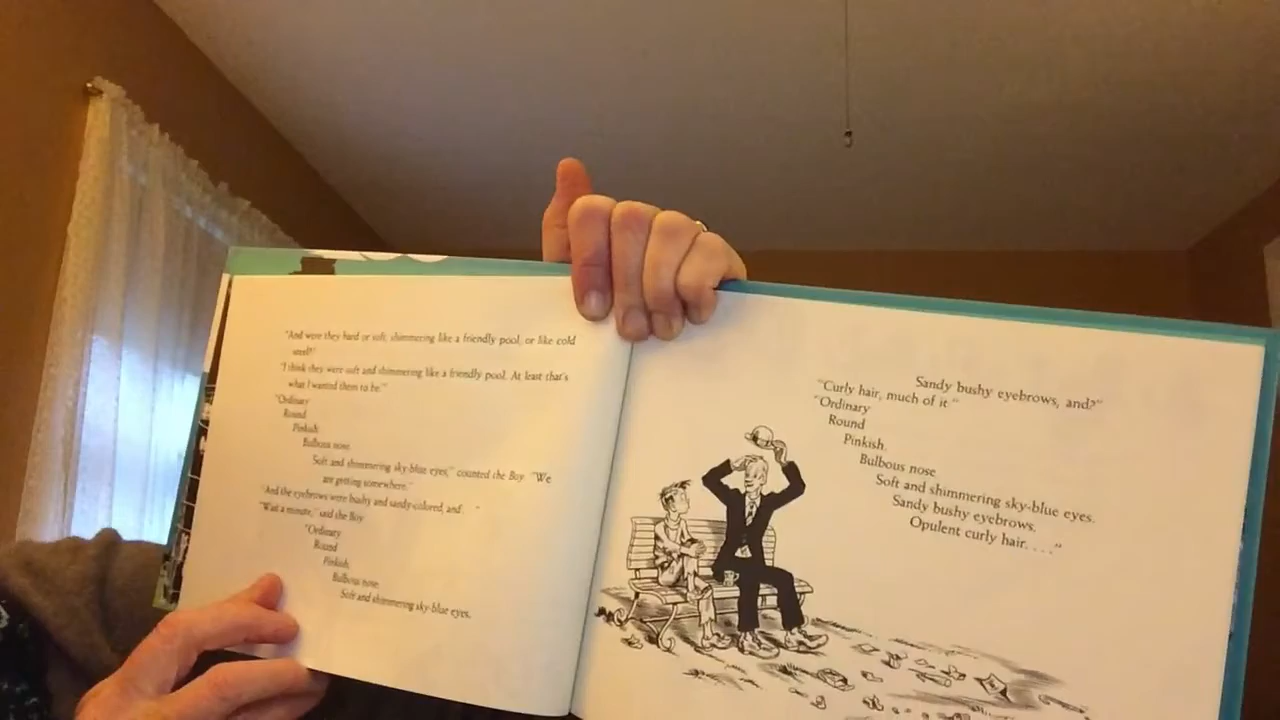 "And were they hard or soft, shimmering like a friendly pool, or like cold
steel?"
"I think they were soft and shimmering like a friendly pool. At least that's
what I wanted them to be."
"Ordinary
Round
Pinkish.
Bulbous nose.
Soft and shimmering sky-blue eyes," counted the Boy. "We
are getting somewhere."
"And the eyebrows were bushy and sandy-colored, and. . ."
"Wait a minute," said the Boy.
"Ordinary
Round
Pinkish.
Bulbous nose.
Soft and shimmering sky-blue eyes.
Sandy bushy eyebrows, and?"
"Curly hair, much of it."
"Ordinary
Round
Pinkish.
Bulbous nose.
Soft and shimmering sky-blue eyes.
Sandy bushy eyebrows.
Opulent curly hair. . . ."